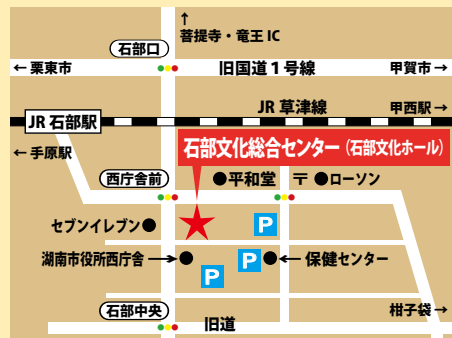 ↑
菩提寺・竜王 IC
石部口
← 栗東市
旧国道1号線
甲賀市 →
JR 草津線
甲西駅→
JR 石部駅
← 手原駅
石部文化総合センター (石部文化ホール)
西庁舎前
●平和堂
〒 ●ローソン
セブンイレブン●
P
湖南市役所西庁舎→●
P
P
●← 保健センター
石部中央
旧道
柑子袋→